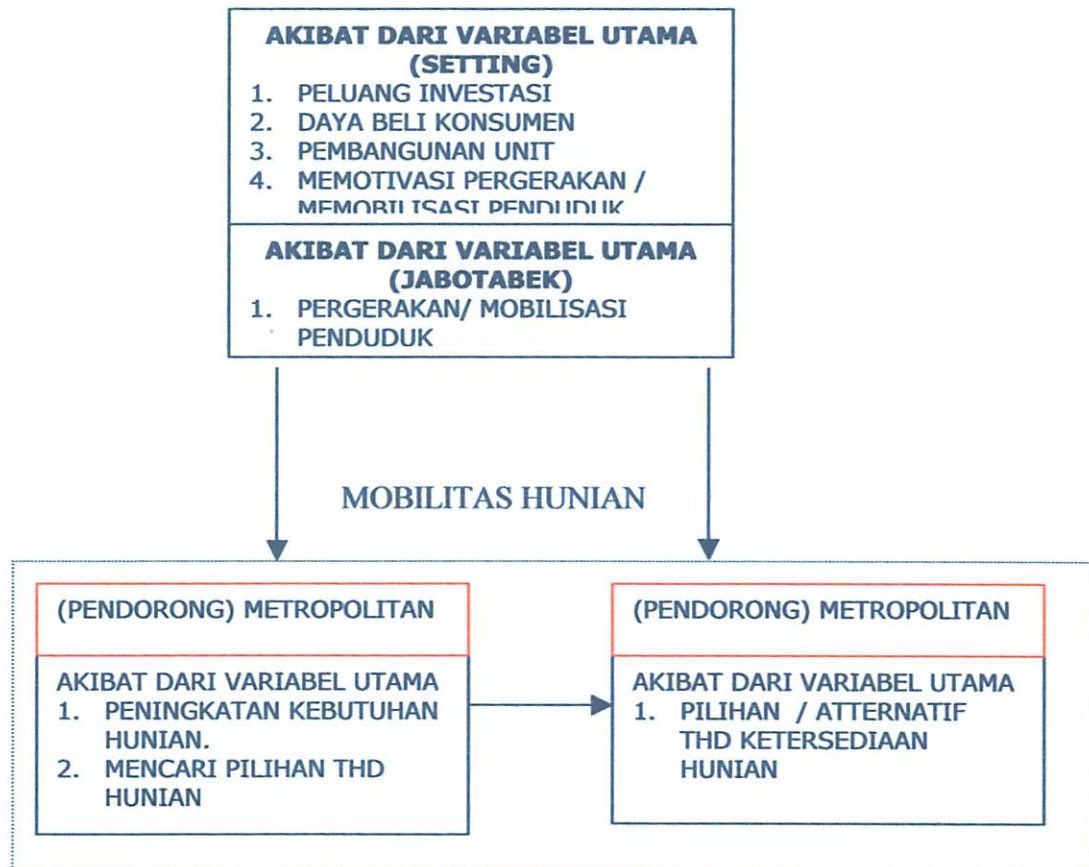 AKIBAT DARI VARIABEL UTAMA
(SETTING)
1. PELUANG INVESTASI
2. DAYA BELI KONSUMEN
3. PEMBANGUNAN UNIT
4. MEMOTIVASI PERGERAKAN /
MEMOBILISASI PENDUDUK
AKIBAT DARI VARIABEL UTAMA
(JABOTABEK)
1. PERGERAKAN/ MOBILISASI
PENDUDUK
MOBILITAS HUNIAN
(PENDORONG) METROPOLITAN
AKIBAT DARI VARIABEL UTAMA
1. PENINGKATAN KEBUTUHAN
HUNIAN.
2. MENCARI PILIHAN THD
HUNIAN
(PENDORONG) METROPOLITAN
AKIBAT DARI VARIABEL UTAMA
1. PILIHAN / ATTERNATIF
THD KETERSEDIAAN
HUNIAN